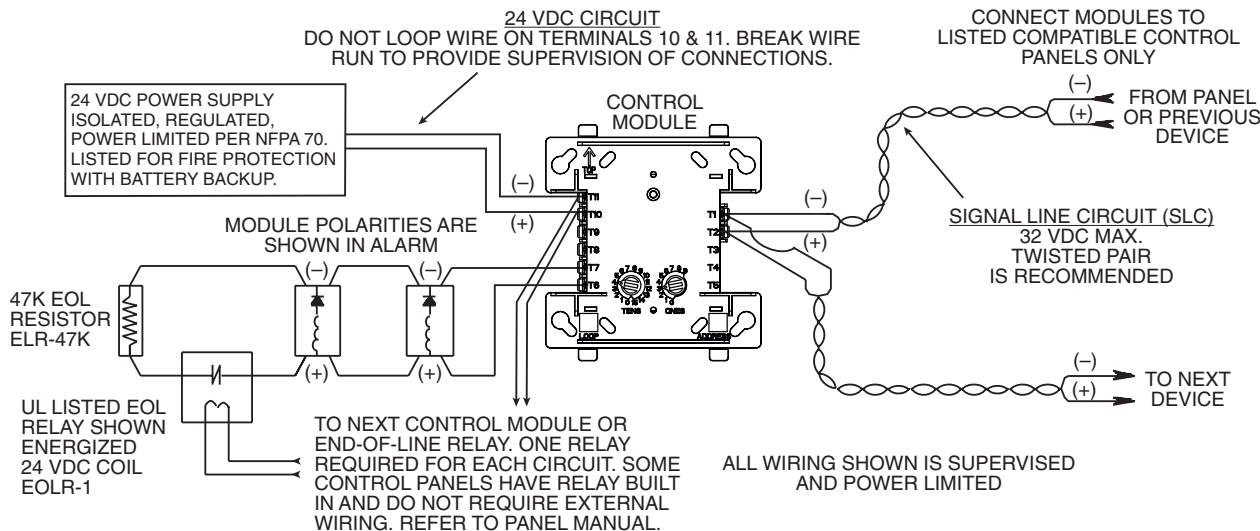 24 VDC CIRCUIT
DO NOT LOOP WIRE ON TERMINALS 10 & 11. BREAK WIRE
RUN TO PROVIDE SUPERVISION OF CONNECTIONS.
CONNECT MODULES TO
LISTED COMPATIBLE CONTROL
PANELS ONLY
(-)
(+)
FROM PANEL
OR PREVIOUS
DEVICE
24 VDC POWER SUPPLY
ISOLATED, REGULATED,
POWER LIMITED PER NFPA 70.
LISTED FOR FIRE PROTECTION
WITH BATTERY BACKUP.
CONTROL
MODULE
TOP
(-)
(+)
T11
T10
T9
T8
T7
T6
T1
T2
T3
T4
T5
(-)
(+)
SIGNAL LINE CIRCUIT (SLC)
32 VDC MAX.
TWISTED PAIR
IS RECOMMENDED
MODULE POLARITIES ARE
SHOWN IN ALARM
(-)
(-)
(+)
(+)
47K EOL
RESISTOR
ELR-47K
TENS
ONES
LOOP
ADDRESS
UL LISTED EOL
RELAY SHOWN
ENERGIZED
24 VDC COIL
EOLR-1
TO NEXT CONTROL MODULE OR
END-OF-LINE RELAY. ONE RELAY
REQUIRED FOR EACH CIRCUIT. SOME
CONTROL PANELS HAVE RELAY BUILT
IN AND DO NOT REQUIRE EXTERNAL
WIRING. REFER TO PANEL MANUAL.
(-)
(+)
TO NEXT
DEVICE
ALL WIRING SHOWN IS SUPERVISED
AND POWER LIMITED